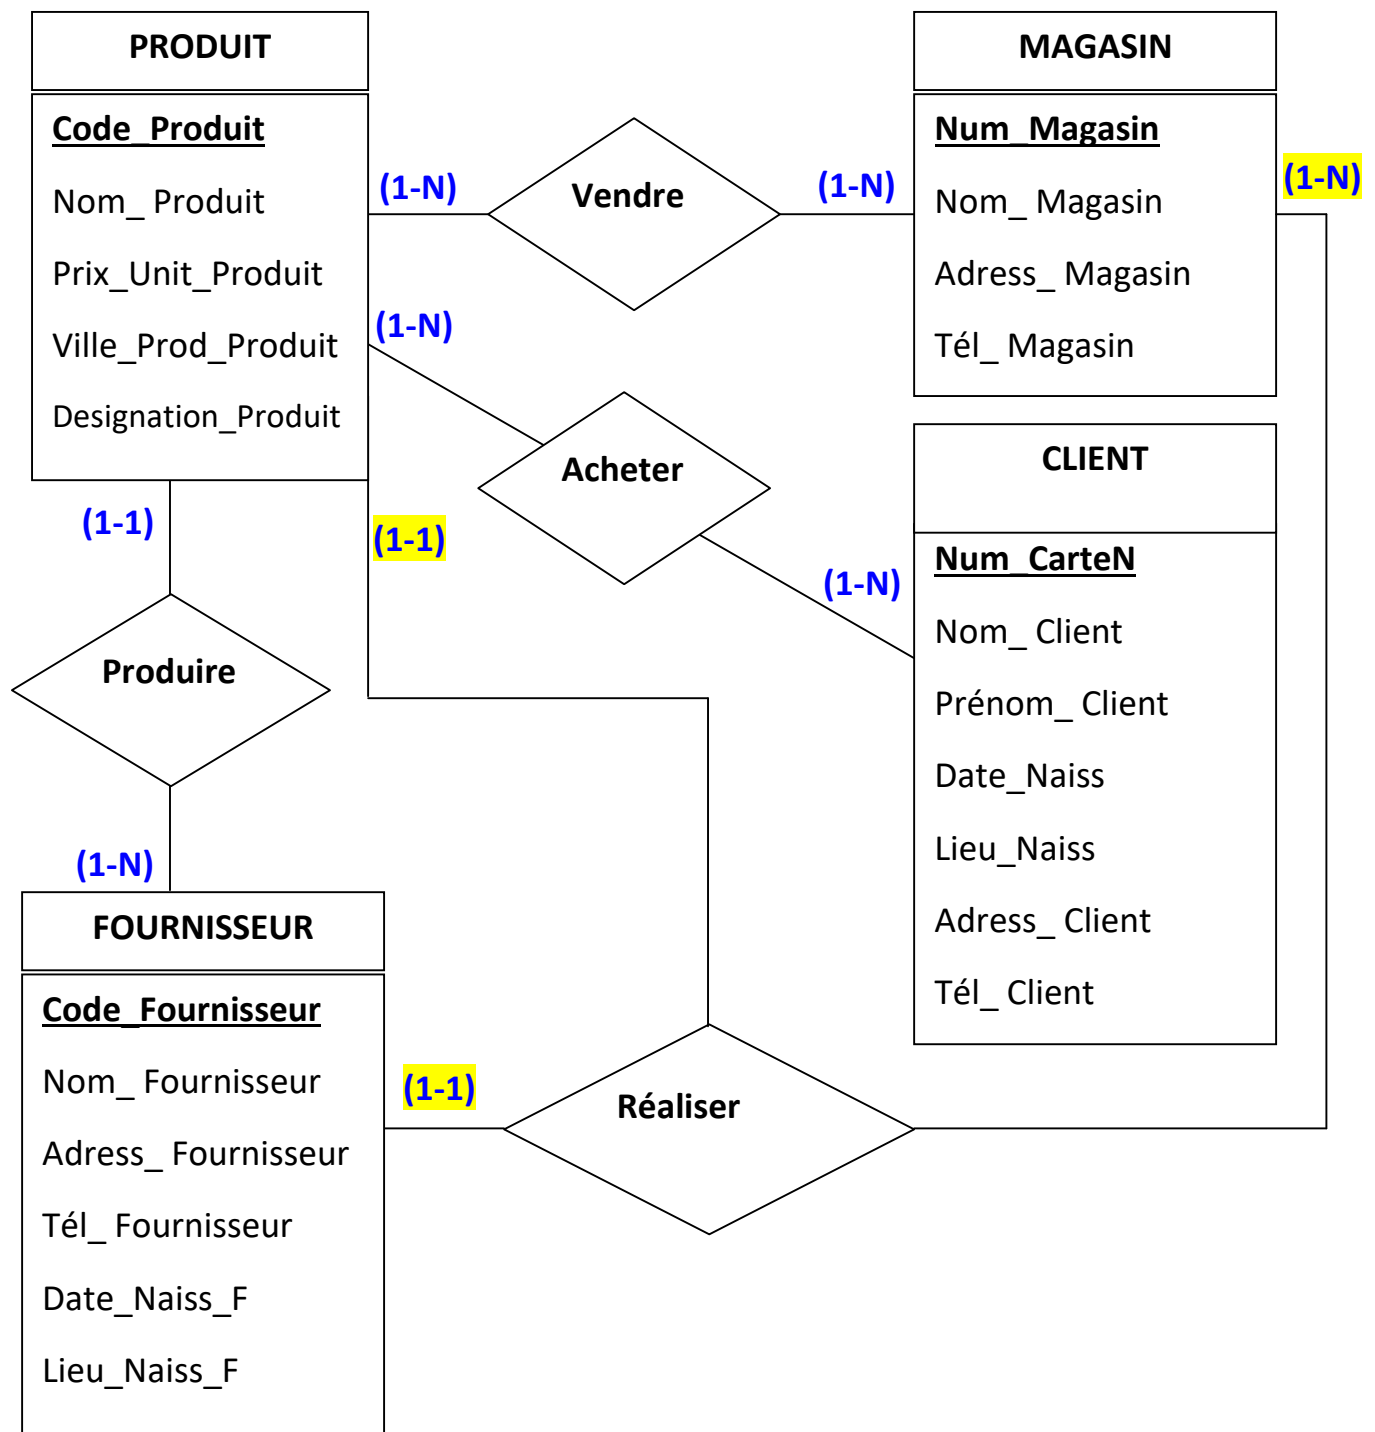 PRODUIT
Code_Produit
Nom_ Produit
Prix_Unit_Produit
Ville_Prod_Produit
Designation_Produit
(1-N)
Vendre
(1-N)
MAGASIN
Num_Magasin
Nom_ Magasin
Adress_ Magasin
Tél_ Magasin
(1-N)
(1-N)
Acheter
(1-N)
CLIENT
Num_CarteN
Nom_ Client
Prénom_ Client
Date_Naiss
Lieu_Naiss
Adress_ Client
Tél_ Client
(1-1)
Produire
(1-N)
(1-1)
FOURNISSEUR
Code_Fournisseur
Nom_ Fournisseur
Adress_ Fournisseur
Tél_ Fournisseur
Date_Naiss_F
Lieu_Naiss_F
(1-1)
Réaliser